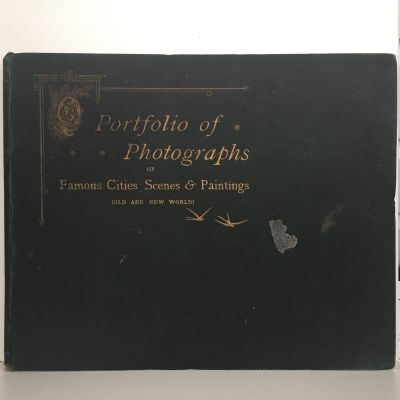 Portfolio of
Photographs
OF
Famous Cities Scenes & Paintings
(OLD AND NEW WORLD)